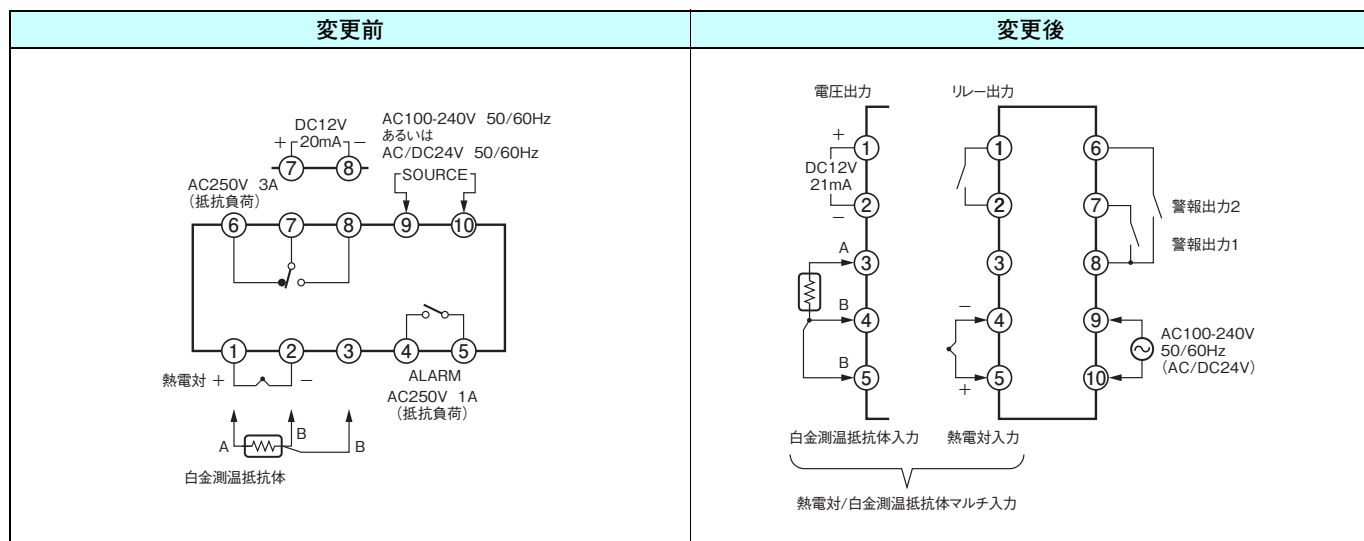 変更前
変更後
DC12V
+ 20mA −
7 8
AC100-240V 50/60Hz
あるいは
AC/DC24V 50/60Hz
SOURCE
AC250V 3A
(抵抗負荷)
6 7 8 9 10
1 2 3 4 5
熱電対 + −
ALARM
AC250V 1A
(抵抗負荷)
A B B
白金測温抵抗体
電圧出力
リレー出力
+
DC12V
21mA
−
1
2
A
3
B
4
B
5
1
2
3
−
4
+
5
6
7
8
9
10
警報出力2
警報出力1
AC100-240V
50/60Hz
(AC/DC24V)
白金測温抵抗体入力
熱電対入力
熱電対/白金測温抵抗体マルチ入力